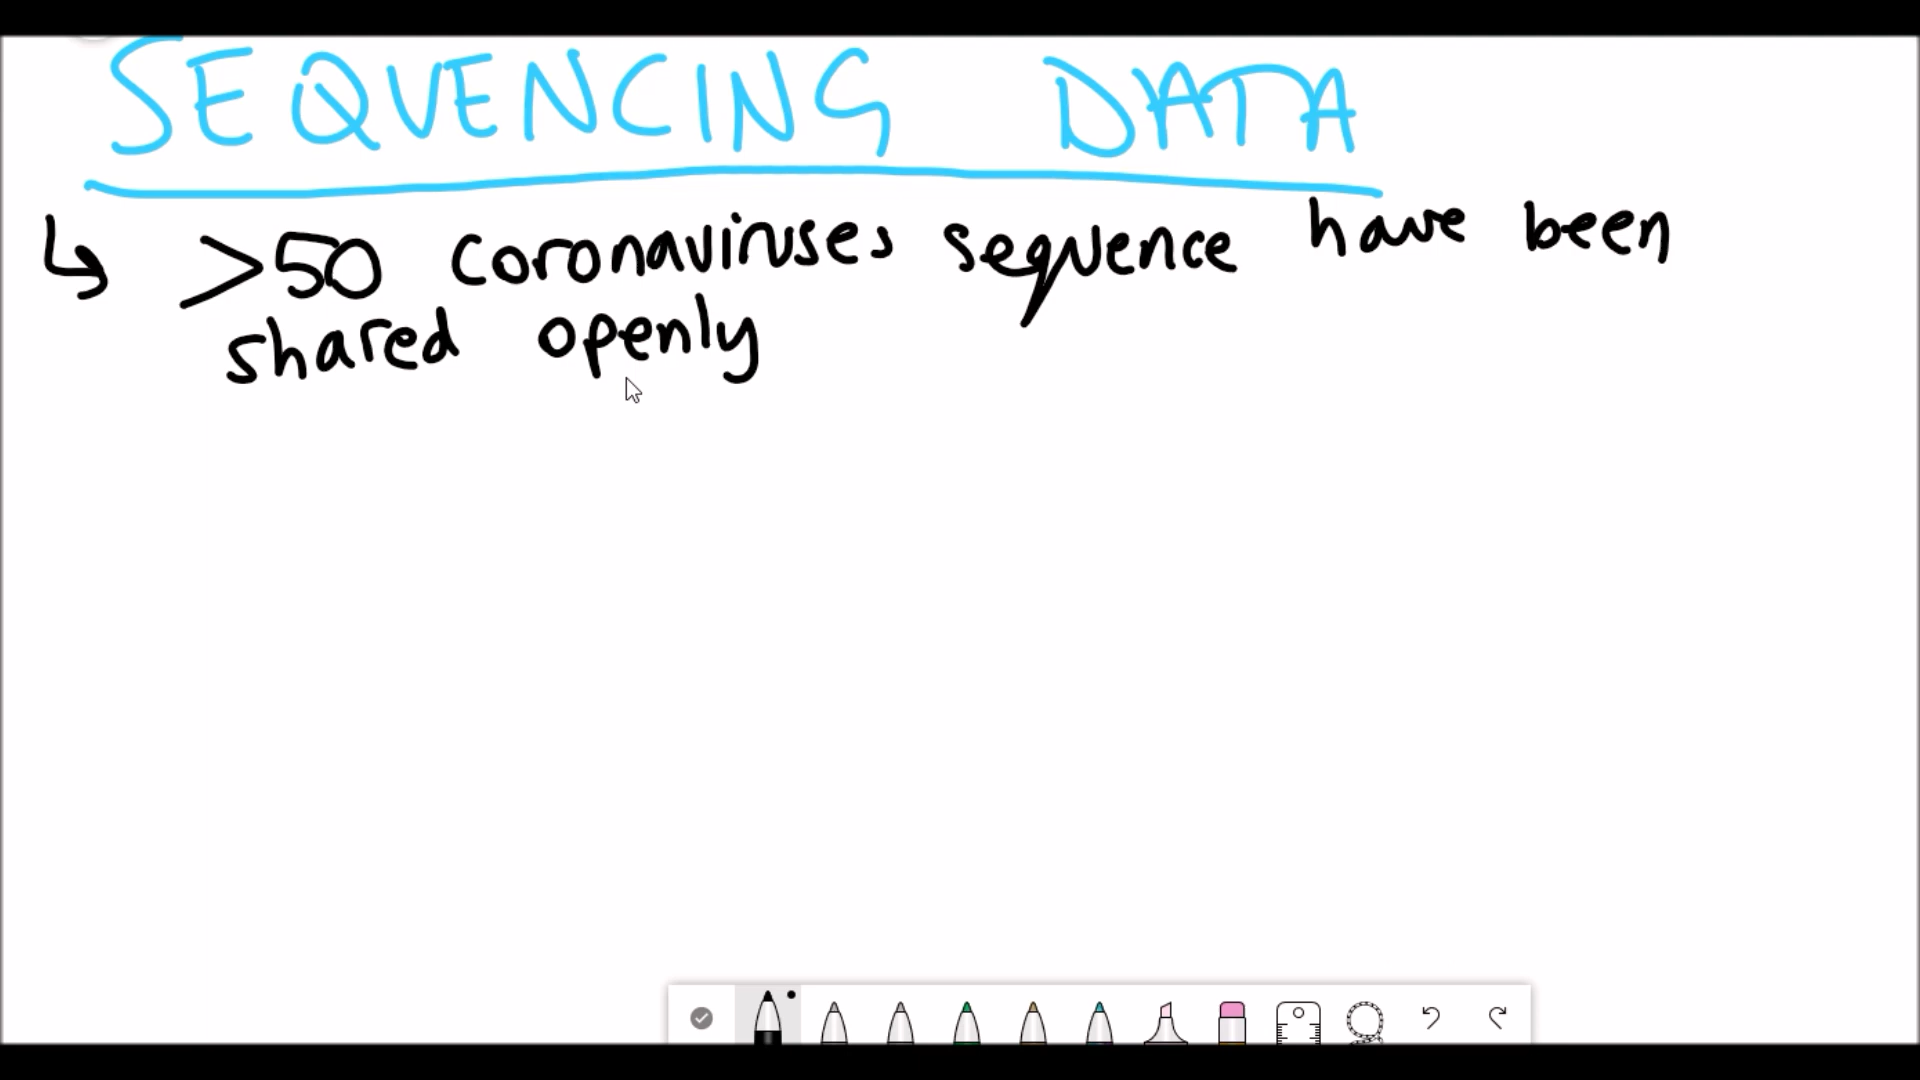 SEQUENCING DATA
↳ >50 coronaviruses sequence have been
shared openly